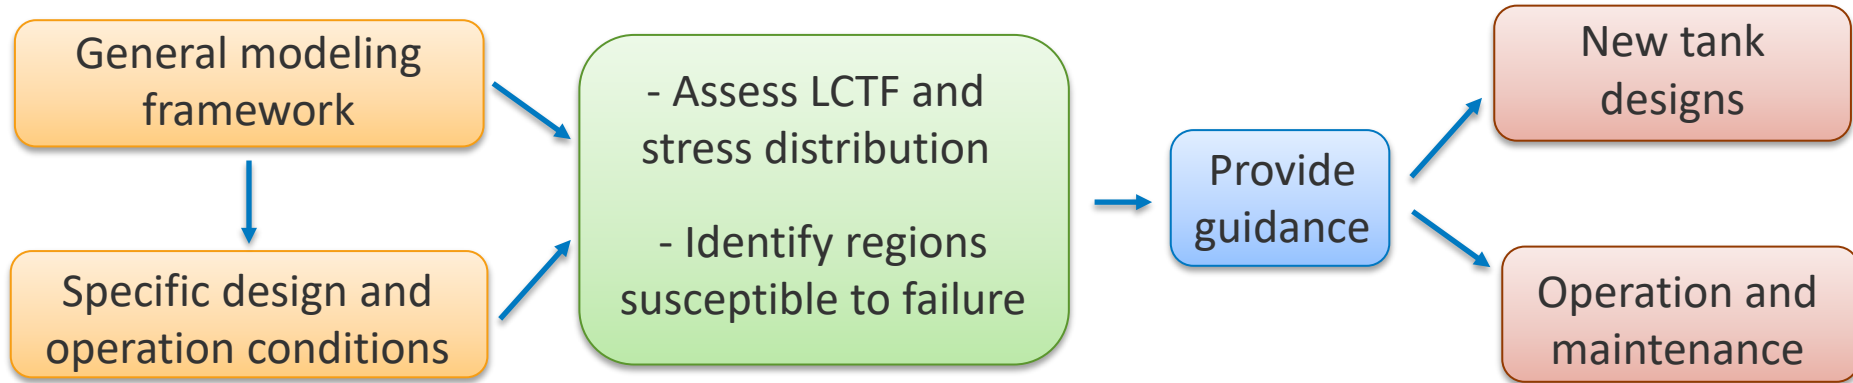 General modeling
framework
Specific design and
operation conditions
- Assess LCTF and
stress distribution
- Identify regions
susceptible to failure
Provide
guidance
New tank
designs
Operation and
maintenance